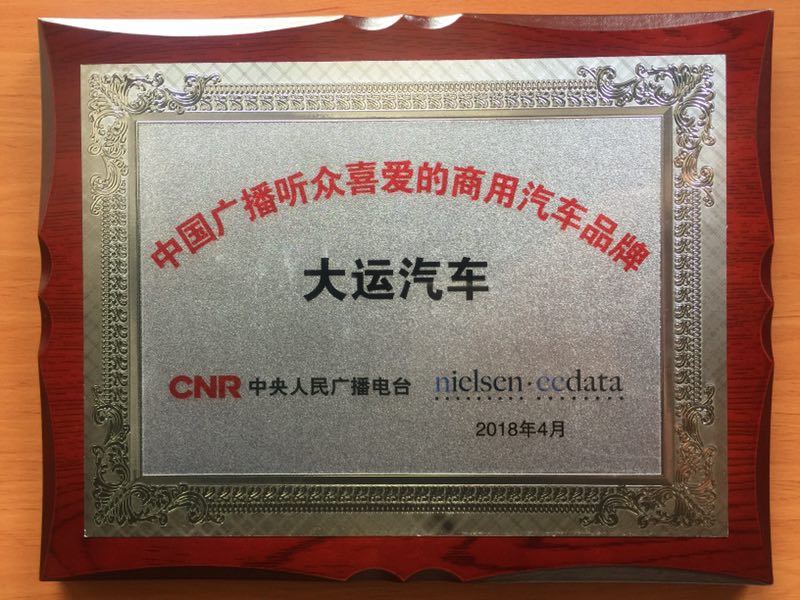 中国广播听众喜爱的商用汽车品牌
大运汽车
CNR 中央人民广播电台 nielsen·ccdata
2018年4月